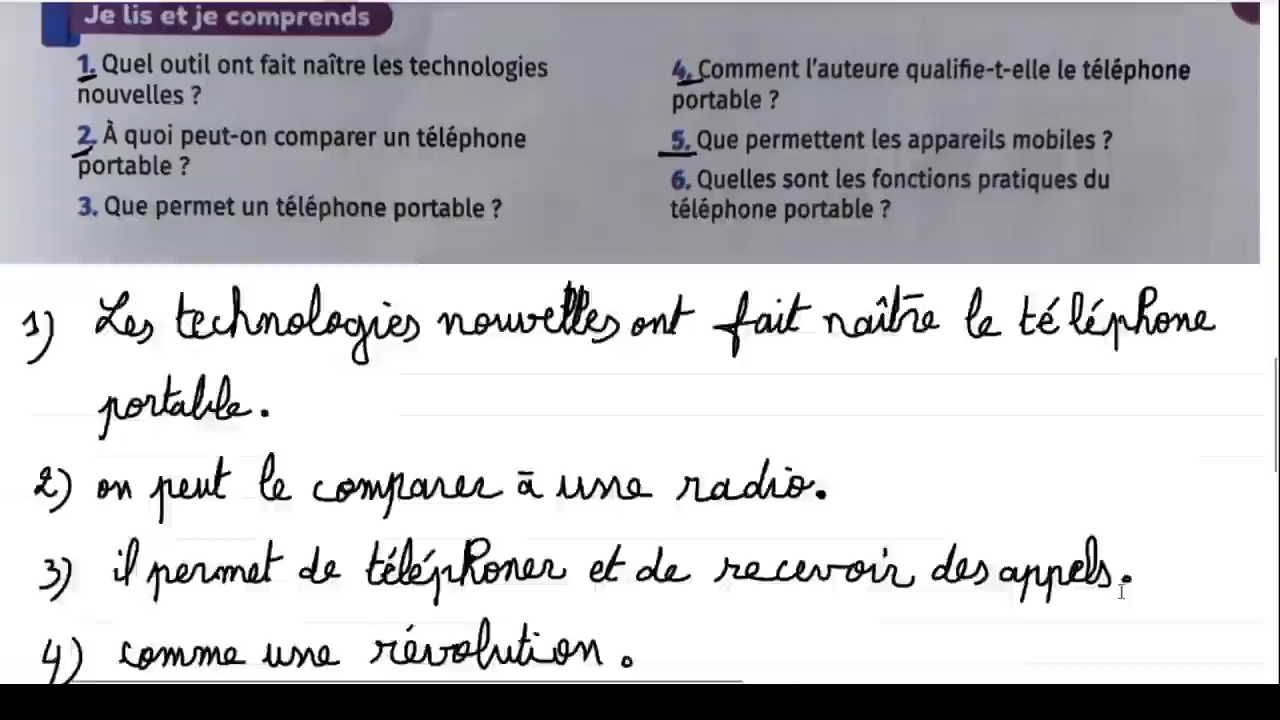 Je lis et je comprends
1. Quel outil ont fait naître les technologies
nouvelles ?
2. À quoi peut-on comparer un téléphone
portable ?
3. Que permet un téléphone portable ?
4. Comment l'auteure qualifie-t-elle le téléphone
portable ?
5. Que permettent les appareils mobiles ?
6. Quelles sont les fonctions pratiques du
téléphone portable ?
1) Les technologies nouvelles ont fait naître le téléphone
portable.
2) on peut le comparer à une radio.
3) il permet de téléphoner et de recevoir des appels.
4) comme une révolution.